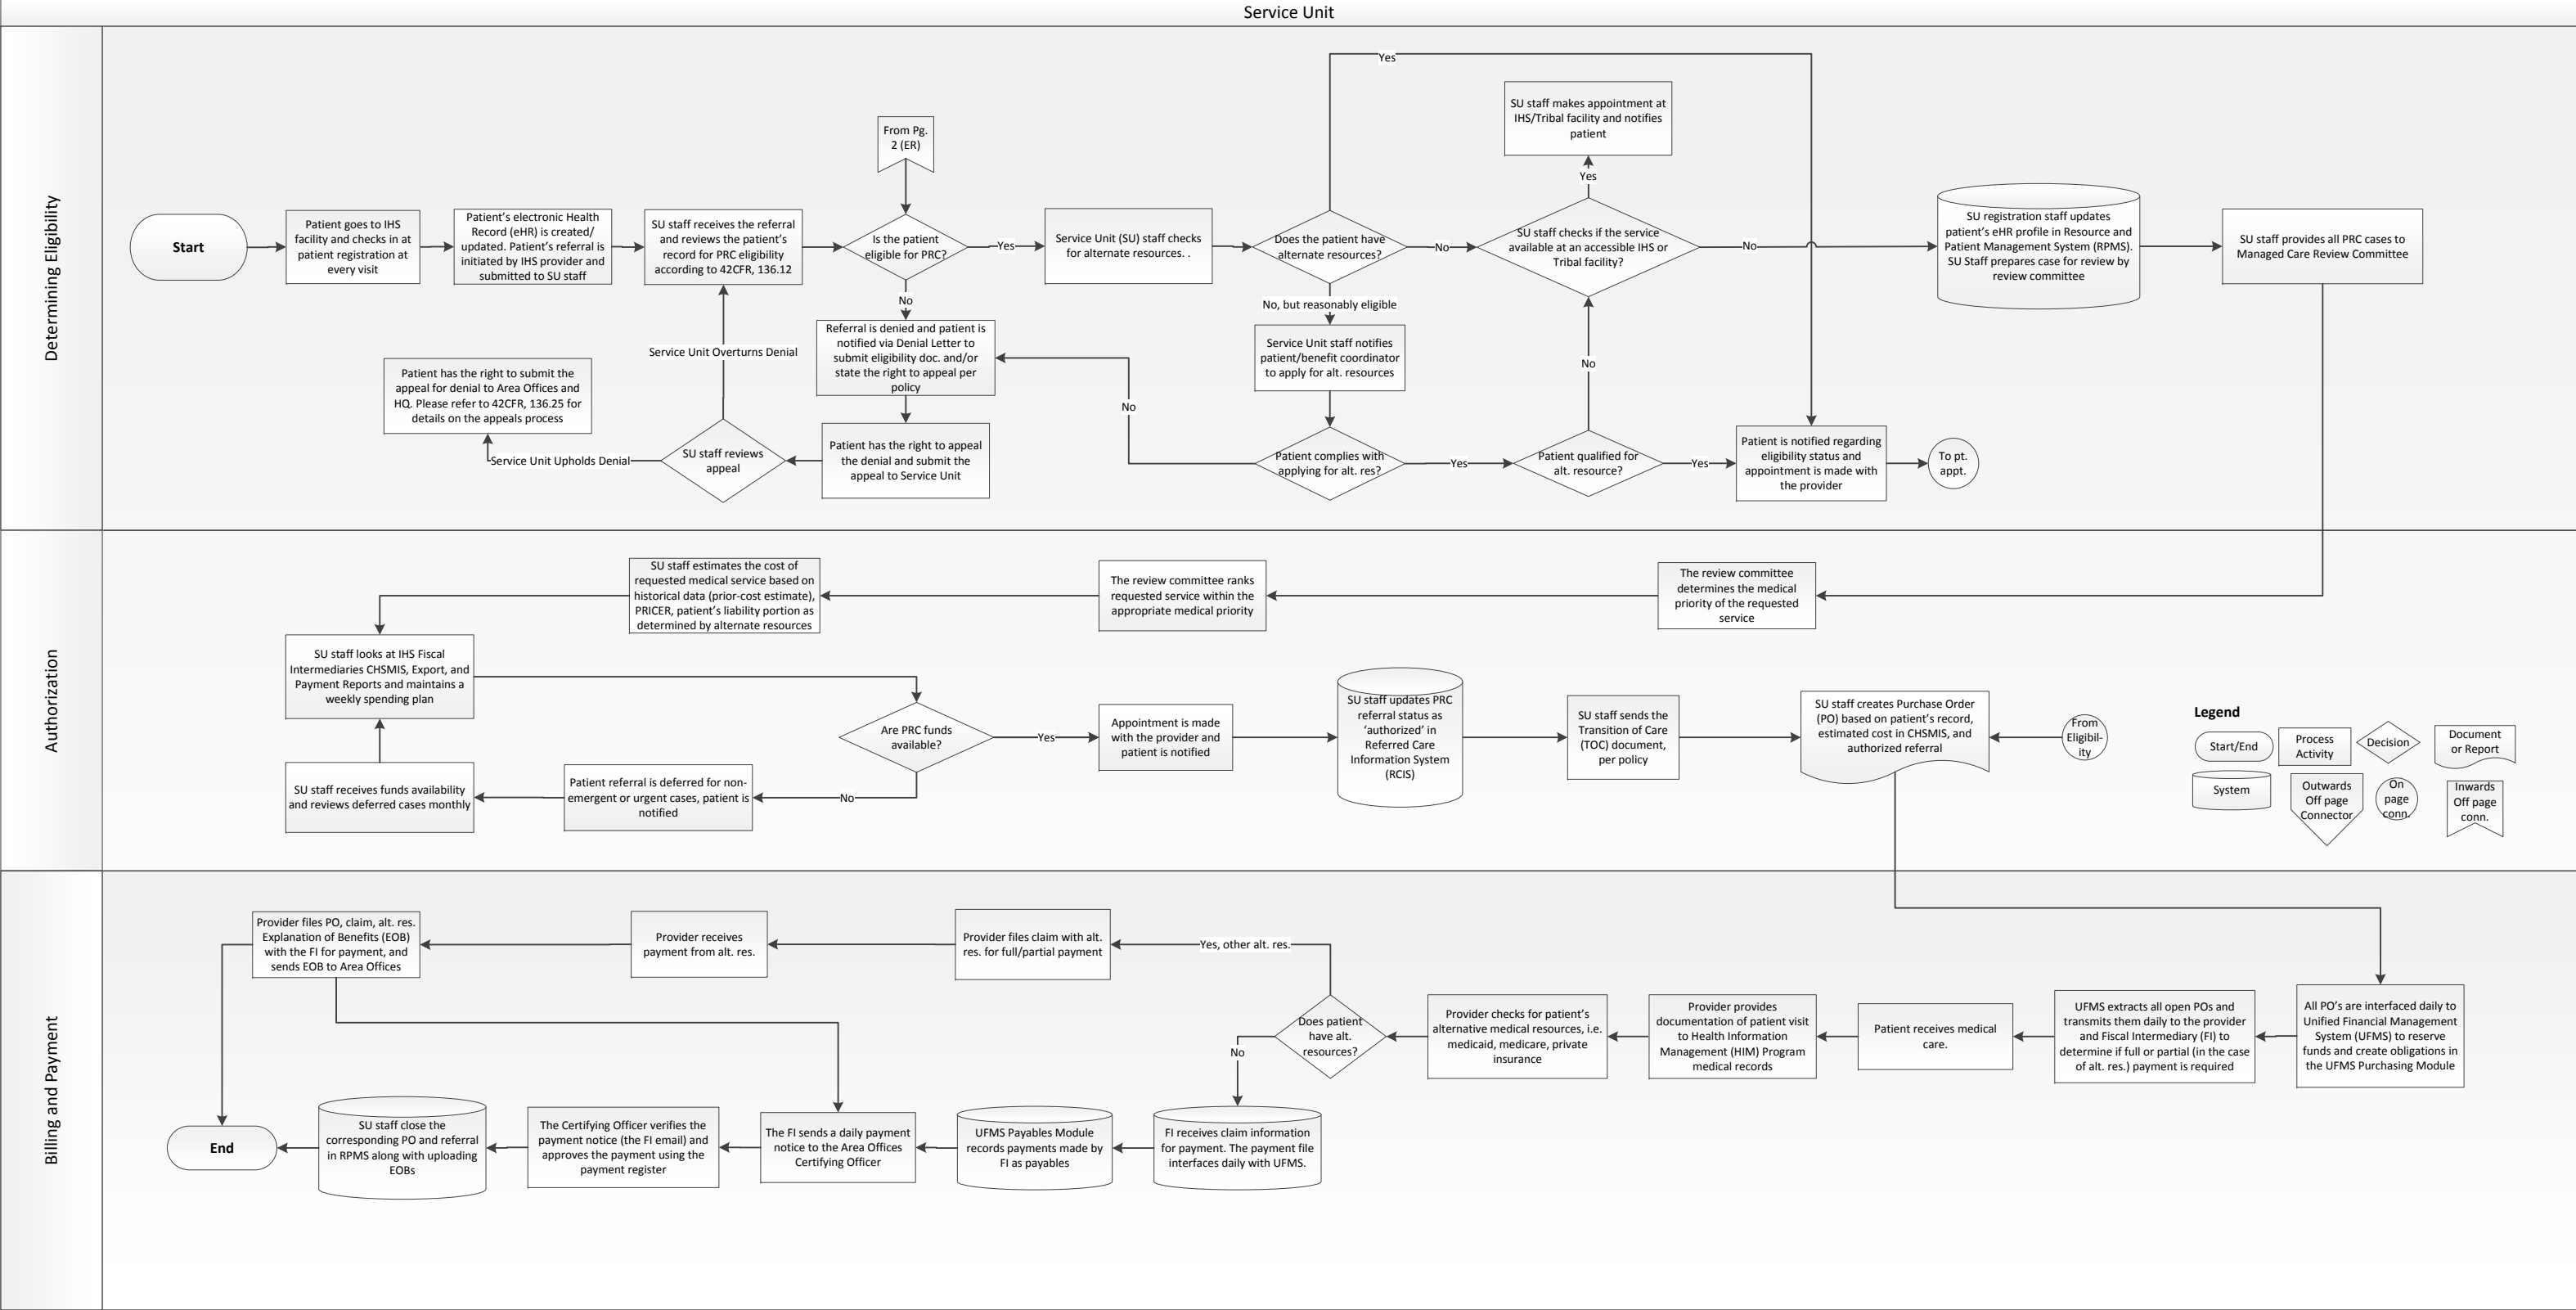 Service Unit
Determining Eligibility
Start
Patient goes to IHS
facility and checks in at
patient registration at
every visit
Patient's electronic Health
Record (eHR) is created/
updated. Patient's referral is
initiated by IHS provider and
submitted to SU staff
SU staff receives the referral
and reviews the patient's
record for PRC eligibility
according to 42CFR, 136.12
From Pg.
2 (ER)
Is the patient
eligible for PRC?
Yes
No
Service Unit (SU) staff checks
for alternate resources. .
Does the patient have
alternate resources?
Yes
No
No, but reasonably eligible
SU staff makes appointment at
IHS/Tribal facility and notifies
patient
Yes
SU staff checks if the service
available at an accessible IHS or
Tribal facility?
No
SU registration staff updates
patient's eHR profile in Resource and
Patient Management System (RPMS).
SU Staff prepares case for review by
review committee
SU staff provides all PRC cases to
Managed Care Review Committee
Referral is denied and patient is
notified via Denial Letter to
submit eligibility doc. and/or
state the right to appeal per
policy
Service Unit staff notifies
patient/benefit coordinator
to apply for alt. resources
No
Service Unit Overturns Denial
Patient has the right to submit the
appeal for denial to Area Offices and
HQ. Please refer to 42CFR, 136.25 for
details on the appeals process
Service Unit Upholds Denial
SU staff reviews
appeal
Patient has the right to appeal
the denial and submit the
appeal to Service Unit
No
Patient complies with
applying for alt. res?
Yes
Patient qualified for
alt. resource?
Yes
Patient is notified regarding
eligibility status and
appointment is made with
the provider
To pt.
appt.
Authorization
SU staff estimates the cost of
requested medical service based on
historical data (prior-cost estimate),
PRICER, patient's liability portion as
determined by alternate resources
The review committee ranks
requested service within the
appropriate medical priority
The review committee
determines the medical
priority of the requested
service
SU staff looks at IHS Fiscal
Intermediaries CHSMIS, Export, and
Payment Reports and maintains a
weekly spending plan
Are PRC funds
available?
Yes
No
Appointment is made
with the provider and
patient is notified
SU staff updates PRC
referral status as
'authorized' in
Referred Care
Information System
(RCIS)
SU staff sends the
Transition of Care
(TOC) document,
per policy
SU staff creates Purchase Order
(PO) based on patient's record,
estimated cost in CHSMIS, and
authorized referral
From
Eligibil-
ity
SU staff receives funds availability
and reviews deferred cases monthly
Patient referral is deferred for non-
emergent or urgent cases, patient is
notified
Legend
Start/End
Process
Activity
Decision
Document
or Report
System
Outwards
Off page
Connector
On
page
conn.
Inwards
Off page
conn.
Billing and Payment
Provider files PO, claim, alt. res.
Explanation of Benefits (EOB)
with the FI for payment, and
sends EOB to Area Offices
Provider receives
payment from alt. res.
Provider files claim with alt.
res. for full/partial payment
Yes, other alt. res.
Does patient
have alt.
resources?
No
Provider checks for patient's
alternative medical resources, i.e.
medicaid, medicare, private
insurance
Provider provides
documentation of patient visit
to Health Information
Management (HIM) Program
medical records
Patient receives medical
care.
UFMS extracts all open POs and
transmits them daily to the provider
and Fiscal Intermediary (FI) to
determine if full or partial (in the case
of alt. res.) payment is required
All PO's are interfaced daily to
Unified Financial Management
System (UFMS) to reserve
funds and create obligations in
the UFMS Purchasing Module
End
SU staff close the
corresponding PO and referral
in RPMS along with uploading
EOBs
The Certifying Officer verifies the
payment notice (the FI email) and
approves the payment using the
payment register
The FI sends a daily payment
notice to the Area Offices
Certifying Officer
UFMS Payables Module
records payments made by
FI as payables
FI receives claim information
for payment. The payment file
interfaces daily with UFMS.